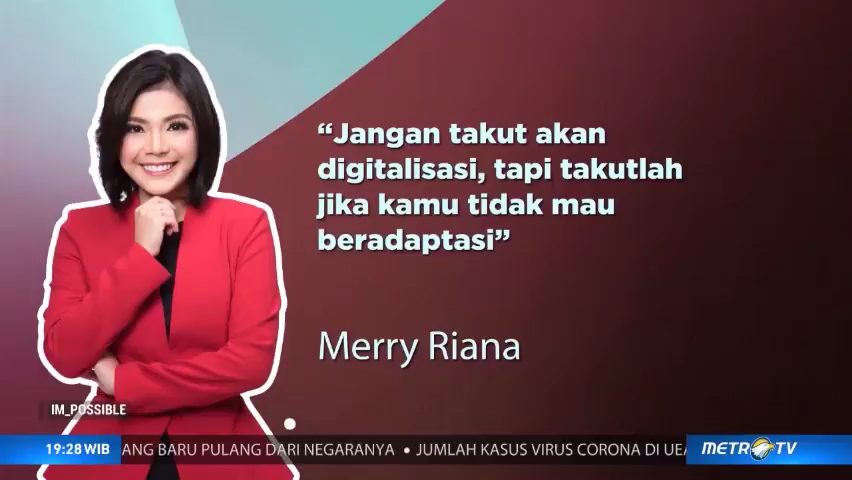 “Jangan takut akan
digitalisasi, tapi takutlah
jika kamu tidak mau
beradaptasi”
Merry Riana
IM_POSSIBLE
19:28 WIB
ANG BARU PULANG DARI NEGARANYA • JUMLAH KASUS VIRUS CORONA DI UEA
METRO TV